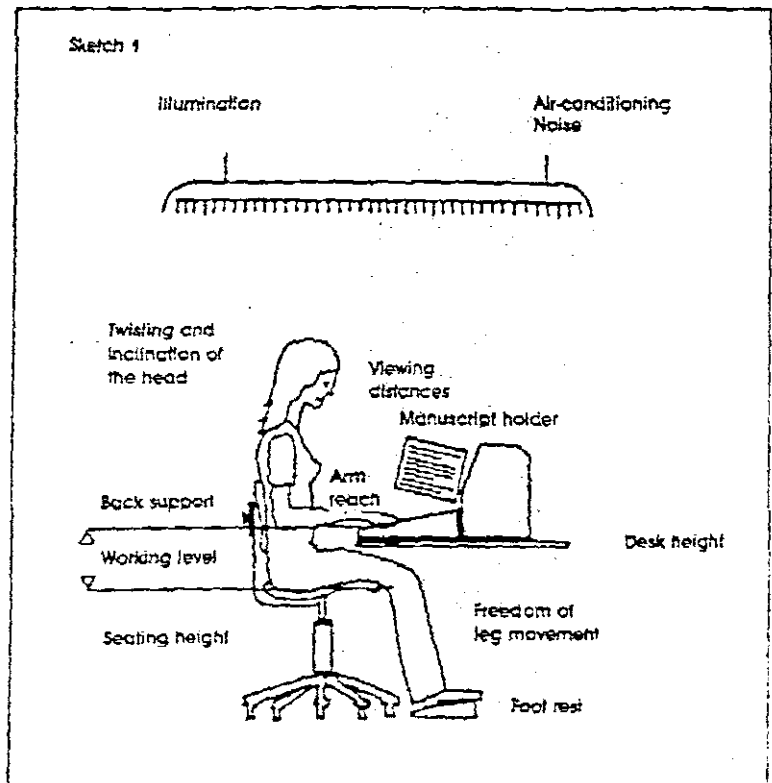 Sketch 1
Illumination
Air-conditioning
Noise
Twisting and
inclination of
the head
Viewing
distances
Manuscript holder
Arm
reach
Back support
Working level
Desk height
Seating height
Freedom of
leg movement
Foot rest